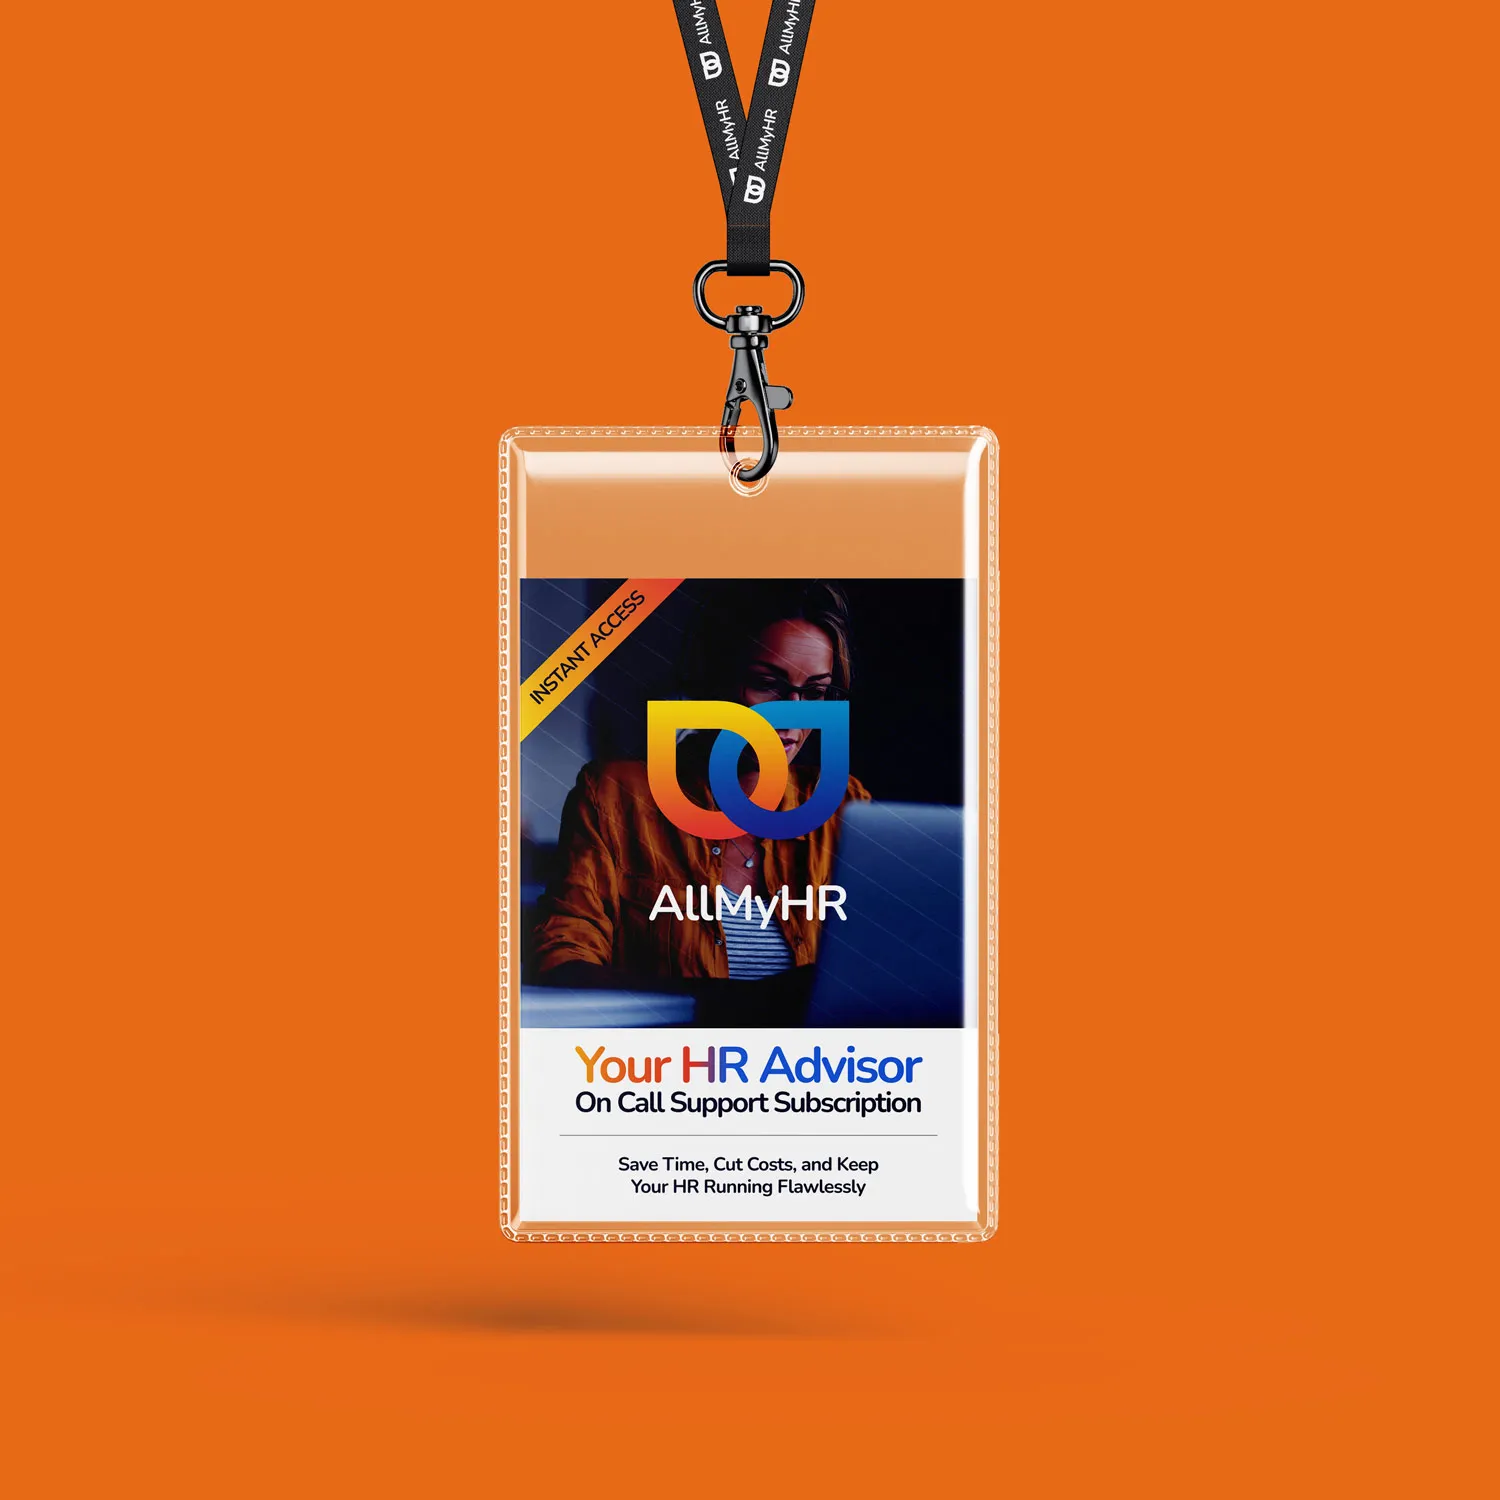 AllMyHR
AllMyHR
AllMyHR
AllMyHR
INSTANT ACCESS
AllMyHR
Your HR Advisor
On Call Support Subscription
Save Time, Cut Costs, and Keep
Your HR Running Flawlessly